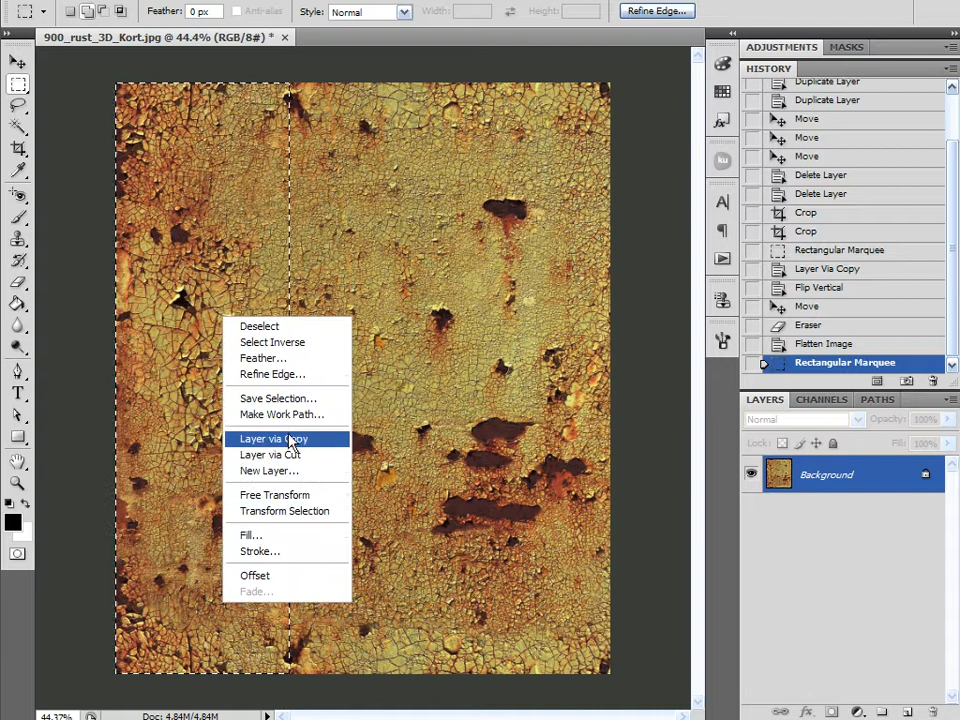 Feather: 0 px Anti-alias Style: Normal Width: Height: Refine Edge...
900_rust_3D_Kort.jpg @ 44.4% (RGB/8#) *
ADJUSTMENTS MASKS
HISTORY
Duplicate Layer
Duplicate Layer
Move
Move
Move
Delete Layer
Delete Layer
Crop
Crop
Rectangular Marquee
Layer Via Copy
Flip Vertical
Move
Eraser
Flatten Image
Rectangular Marquee
Deselect
Select Inverse
Feather...
Refine Edge...
Save Selection...
Make Work Path...
Layer via Copy
Layer via Cut
New Layer...
Free Transform
Transform Selection
Fill...
Stroke...
Offset
Fade...
LAYERS CHANNELS PATHS
Normal Opacity: 100%
Lock: Fill: 100%
Background
44.37% Doc: 4.84M/4.84M